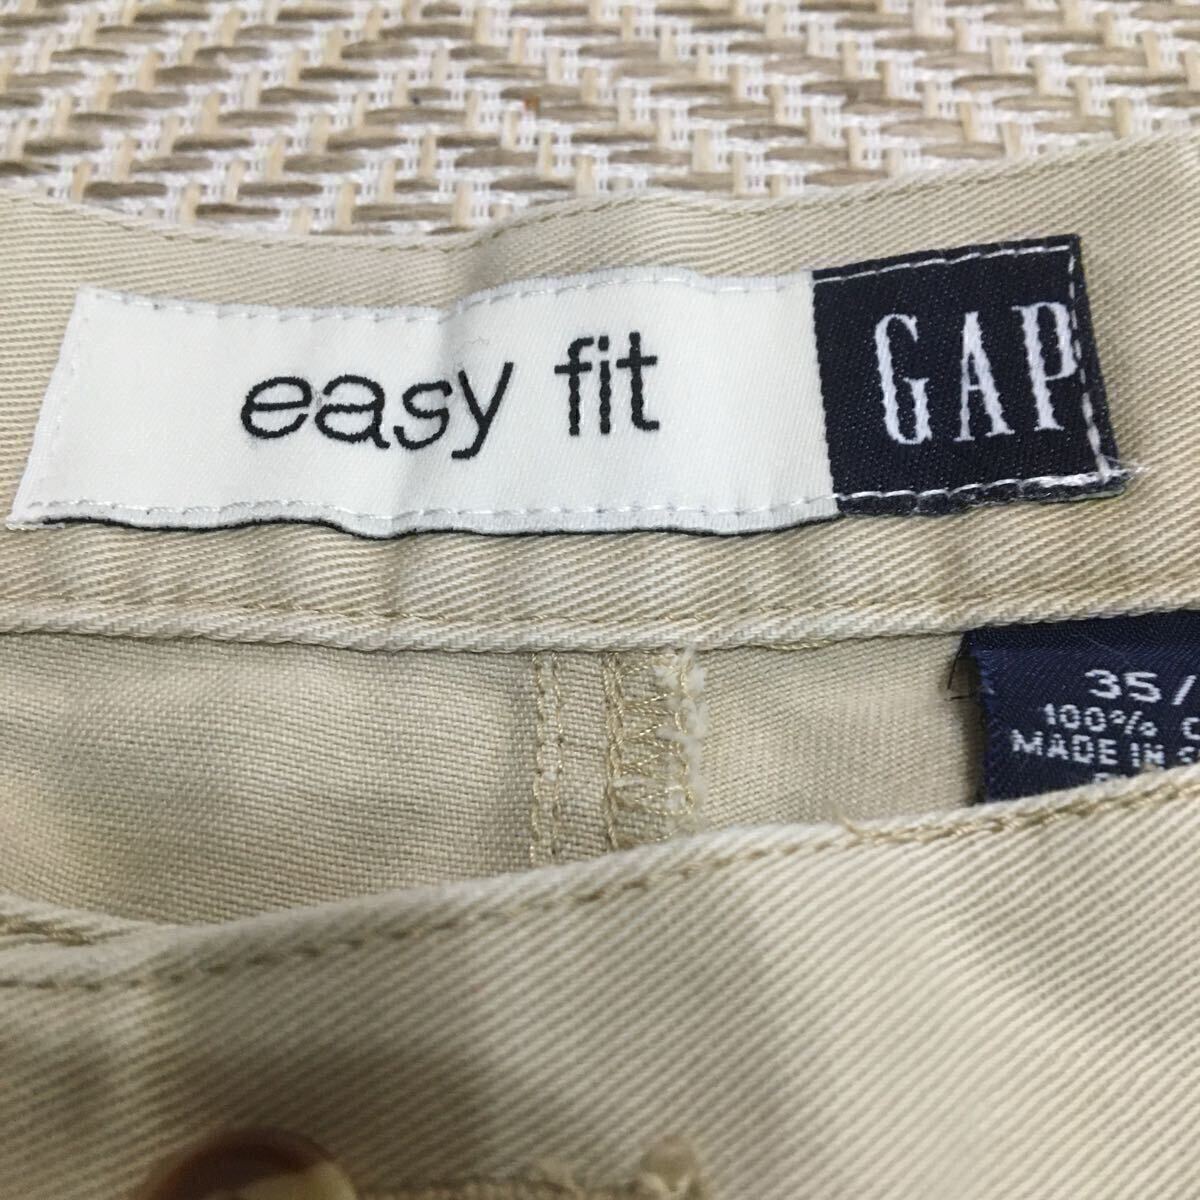 easy fit
GAP
35/
100%
MADE IN